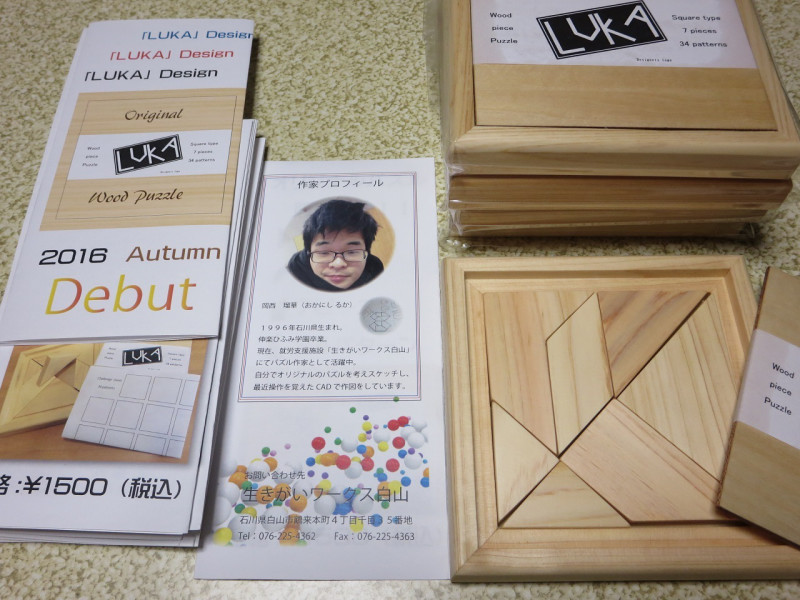 「LUKA」Design
「LUKA」Design
「LUKA」Design
Original
Wood
piece
Puzzle
LUKA
Square type
7 pieces
34 patterns
Wood Puzzle
2016 Autumn
Debut
LUKA
格:¥1500(税込)
作家プロフィール
岡西 瑠華(おかにし るか)
1996年石川県生まれ。
伸楽ひふみ学園卒業。
現在、就労支援施設「生きがいワークス白山」
にてパズル作家として活躍中。
自分でオリジナルのパズルを考えスケッチし、
最近操作を覚えたCADで作図をしています。
お問い合わせ先
生きがいワークス白山
石川県白山市鶴来本町4丁目千目35番地
Tel:076-225-4362 Fax:076-225-4363
Wood
piece
Puzzle
LUKA
Designers logo
Square type
7 pieces
34 patterns
Wood
piece
Puzzle